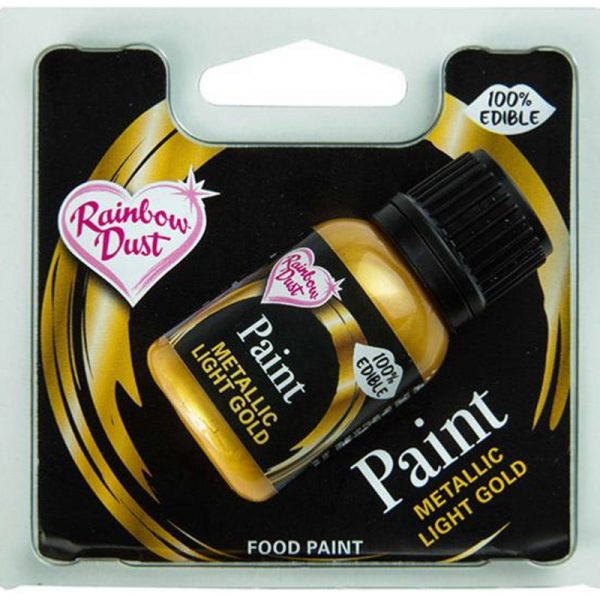 100%
EDIBLE
Rainbow
Dust
Rainbow
Dust
Paint
METALLIC
LIGHT GOLD
100%
EDIBLE
Paint
METALLIC
LIGHT GOLD
FOOD PAINT